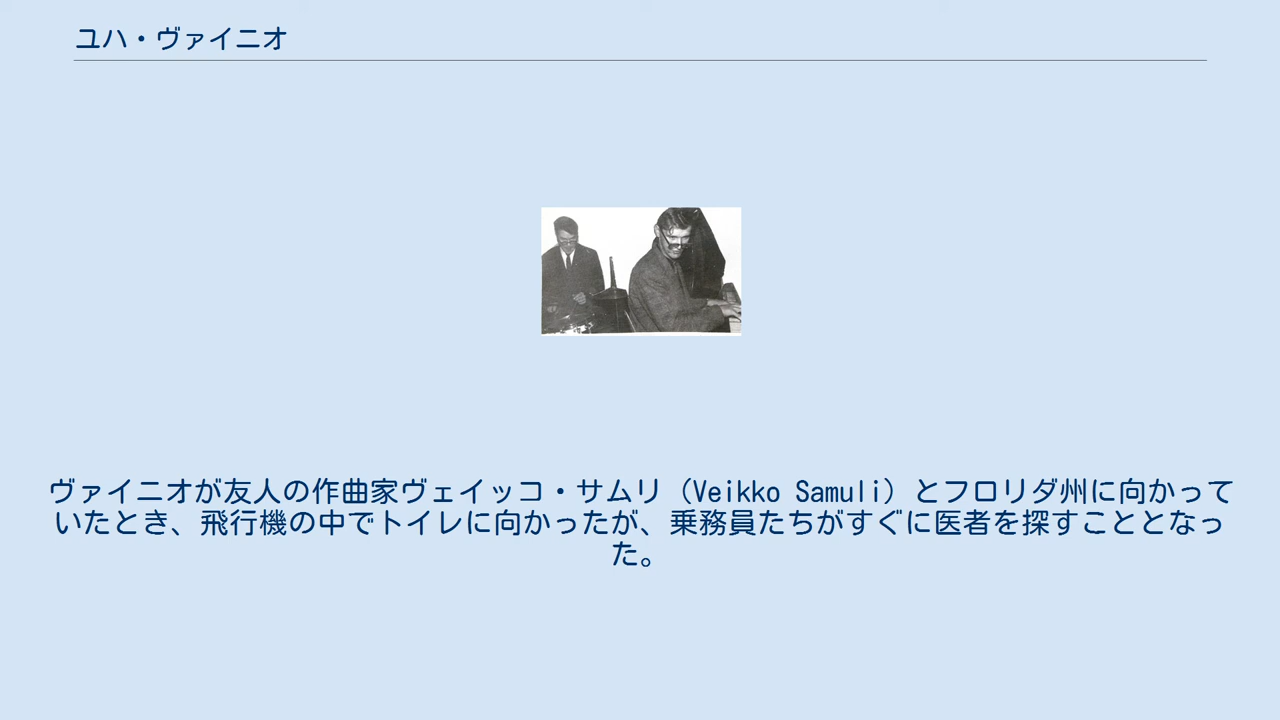 ユハ・ヴァイニオ
ヴァイニオが友人の作曲家ヴェイッコ・サムリ（Veikko Samuli）とフロリダ州に向かって
いたとき、飛行機の中でトイレに向かったが、乗務員たちがすぐに医者を探すこととなっ
た。